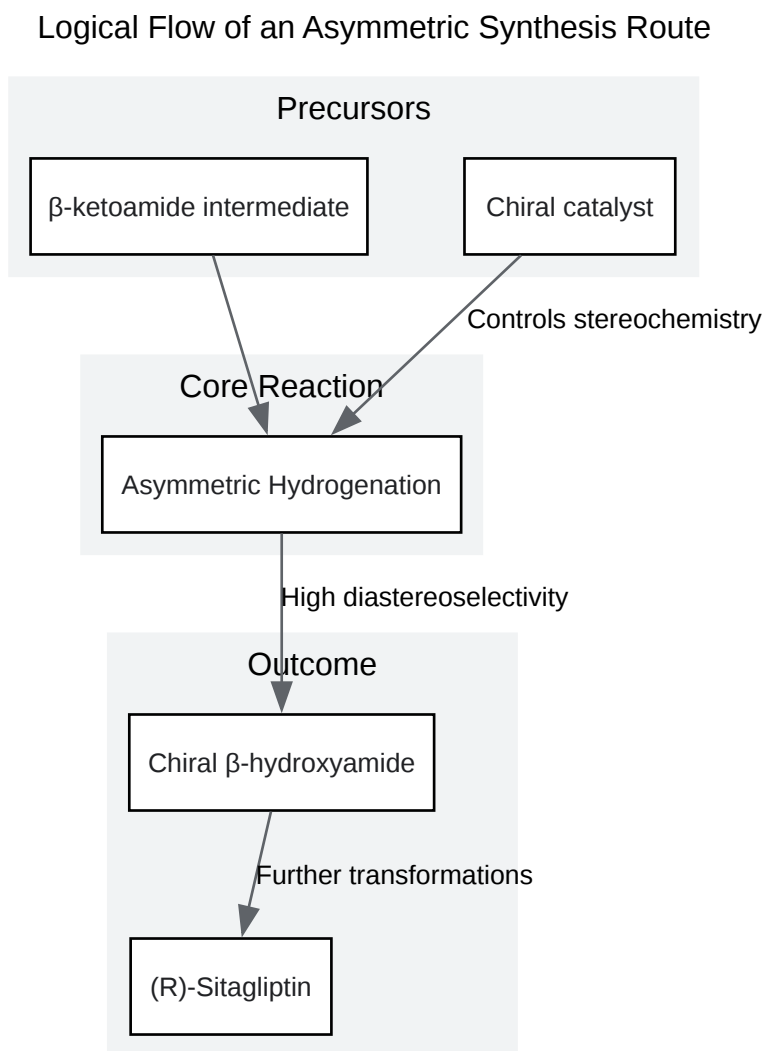 Logical Flow of an Asymmetric Synthesis Route
Precursors
β-ketoamide intermediate
Chiral catalyst
Controls stereochemistry
Core Reaction
Asymmetric Hydrogenation
High diastereoselectivity
Outcome
Chiral β-hydroxyamide
Further transformations
(R)-Sitagliptin